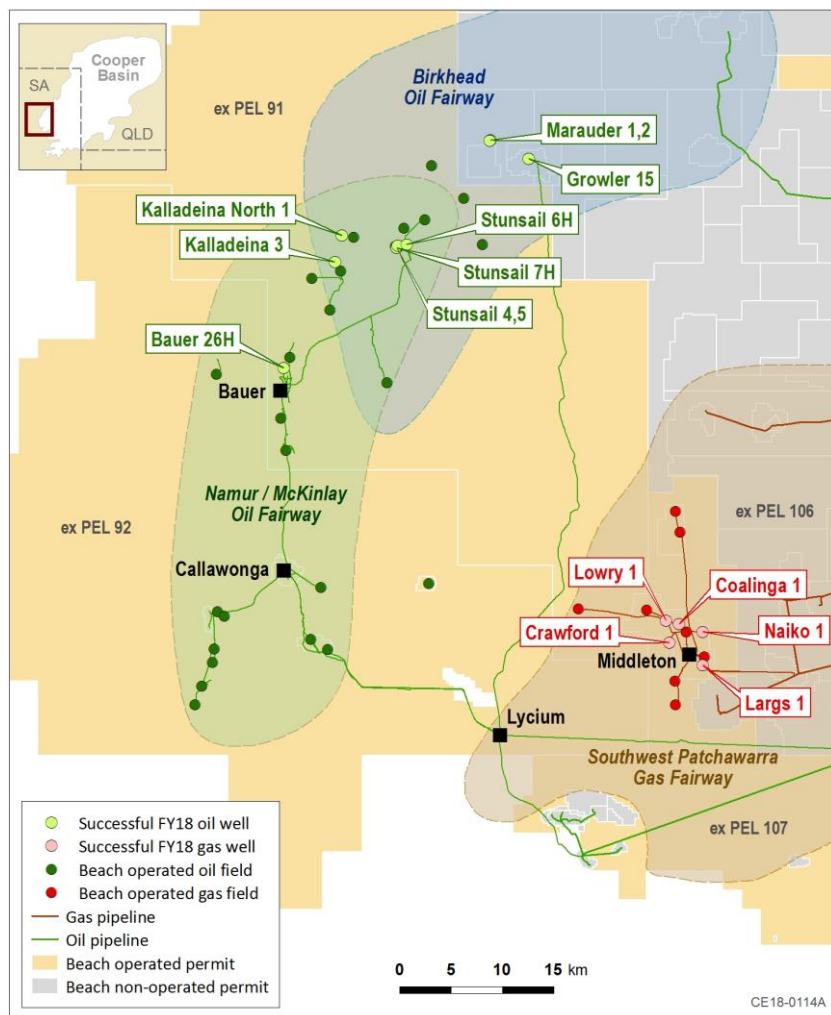 Cooper
Basin
SA
QLD
ex PEL 91
Birkhead
Oil Fairway
Marauder 1,2
Growler 15
Kalladeina North 1
Stunsail 6H
Kalladeina 3
Stunsail 7H
Stunsail 4,5
Bauer 26H
Bauer
Namur / McKinlay
Oil Fairway
ex PEL 92
ex PEL 106
Callawonga
Lowry 1
Coalinga 1
Crawford 1
Naiko 1
Middleton
Largs 1
Lycium
Southwest Patchawarra
Gas Fairway
ex PEL 107
Successful FY18 oil well
Successful FY18 gas well
Beach operated oil field
Beach operated gas field
Gas pipeline
Oil pipeline
Beach operated permit
Beach non-operated permit
0 5 10 15 km
0
CE18-0114A